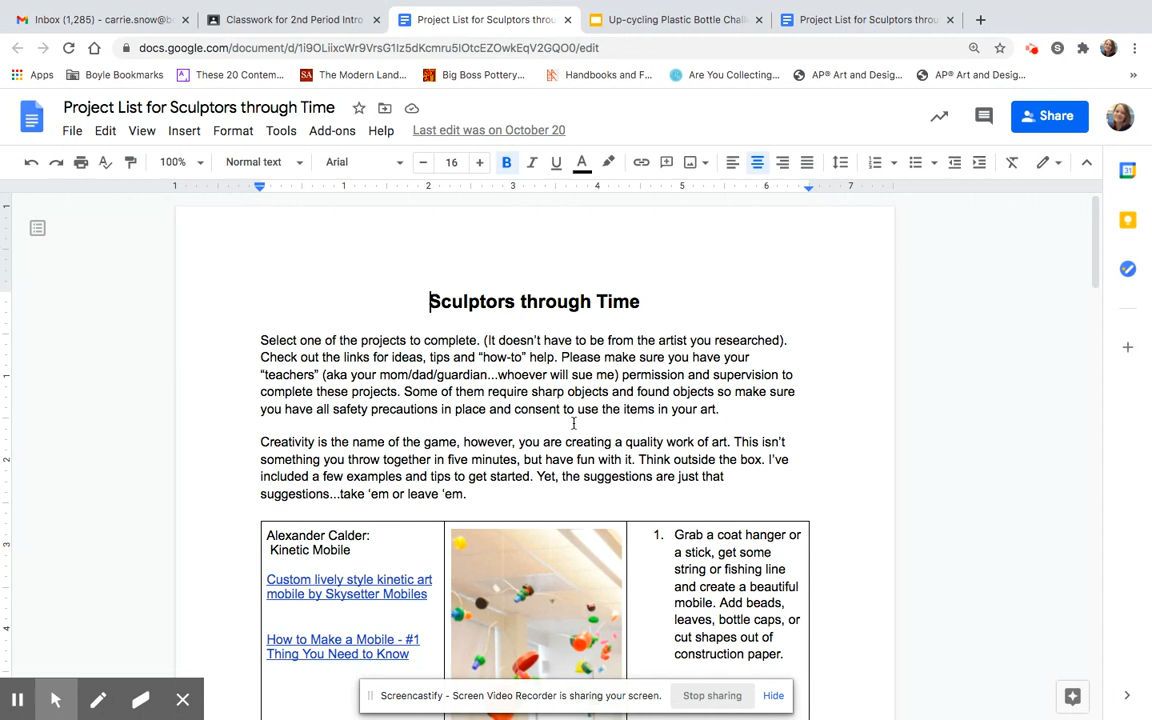 Inbox (1,285) - carrie.snow@b
Classwork for 2nd Period Intro
Project List for Sculptors throu
Up-cycling Plastic Bottle Chall
Project List for Sculptors throu
docs.google.com/document/d/1i9OLiixcWr9VrsG1Iz5dKcmru5IOtcEZOwkEqV2GQO0/edit
Apps
Boyle Bookmarks
These 20 Contem...
The Modern Land...
Big Boss Pottery...
Handbooks and F...
Are You Collecting...
AP® Art and Desig...
AP® Art and Desig...
Project List for Sculptors through Time
File Edit View Insert Format Tools Add-ons Help Last edit was on October 20
Share
100% Normal text Arial 16 B I U A
1 1 2 3 4 5 6 7
Sculptors through Time
Select one of the projects to complete. (It doesn't have to be from the artist you researched).
Check out the links for ideas, tips and “how-to” help. Please make sure you have your
“teachers” (aka your mom/dad/guardian...whoever will sue me) permission and supervision to
complete these projects. Some of them require sharp objects and found objects so make sure
you have all safety precautions in place and consent to use the items in your art.
Creativity is the name of the game, however, you are creating a quality work of art. This isn't
something you throw together in five minutes, but have fun with it. Think outside the box. I've
included a few examples and tips to get started. Yet, the suggestions are just that
suggestions...take 'em or leave 'em.
Alexander Calder:
Kinetic Mobile
Custom lively style kinetic art
mobile by Skysetter Mobiles
How to Make a Mobile - #1
Thing You Need to Know
1. Grab a coat hanger or
a stick, get some
string or fishing line
and create a beautiful
mobile. Add beads,
leaves, bottle caps, or
cut shapes out of
construction paper.
Screencastify - Screen Video Recorder is sharing your screen.
Stop sharing
Hide